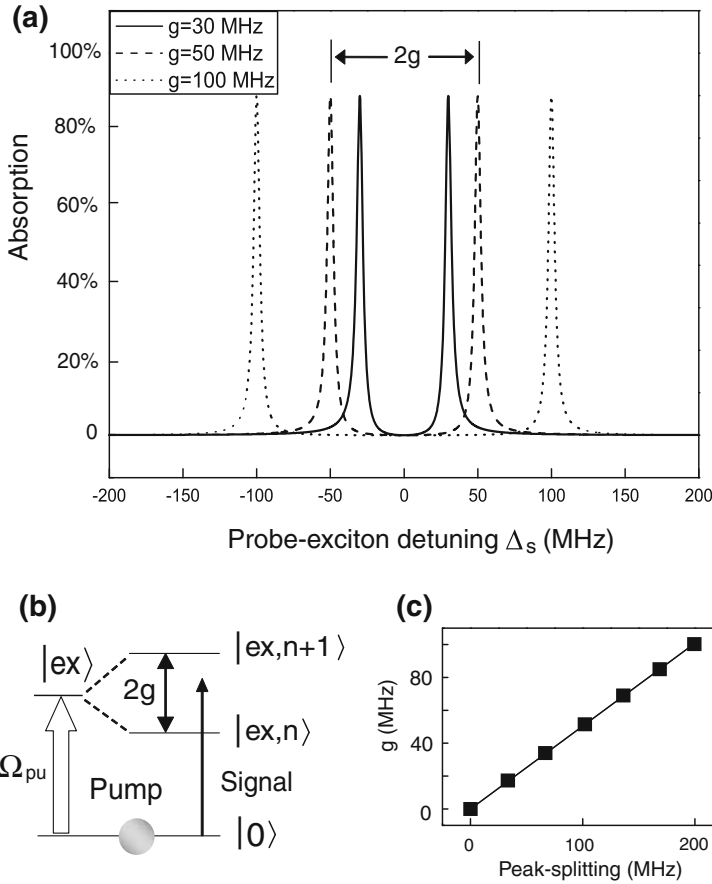 (a)
g=30 MHz
g=50 MHz
g=100 MHz
2g
100%
80%
60%
40%
20%
0
Absorption
-200 -150 -100 -50 0 50 100 150 200
Probe-exciton detuning Δs (MHz)
(b)
|ex⟩
|ex,n+1⟩
2g
|ex,n⟩
Ωpu
Pump
Signal
|0⟩
(c)
g (MHz)
80
40
0
0 100 200
Peak-splitting (MHz)